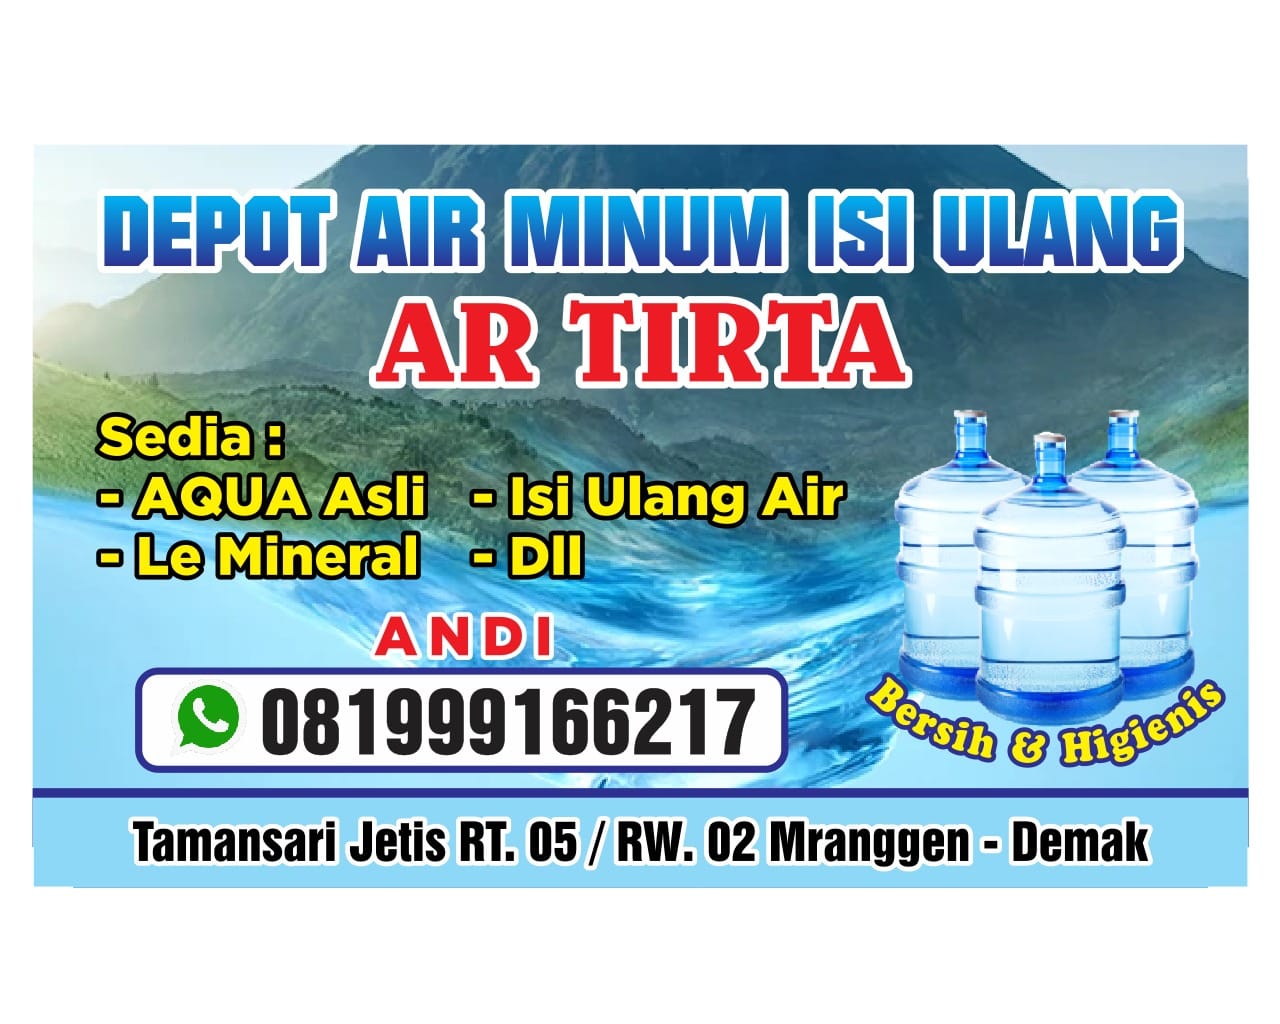 DEPOT AIR MINUM ISI ULANG
AR TIRTA
Sedia :
- AQUA Asli - Isi Ulang Air
- Le Mineral - Dll
ANDI
081999166217
Bersih & Higienis
Tamansari Jetis RT. 05 / RW. 02 Mranggen - Demak